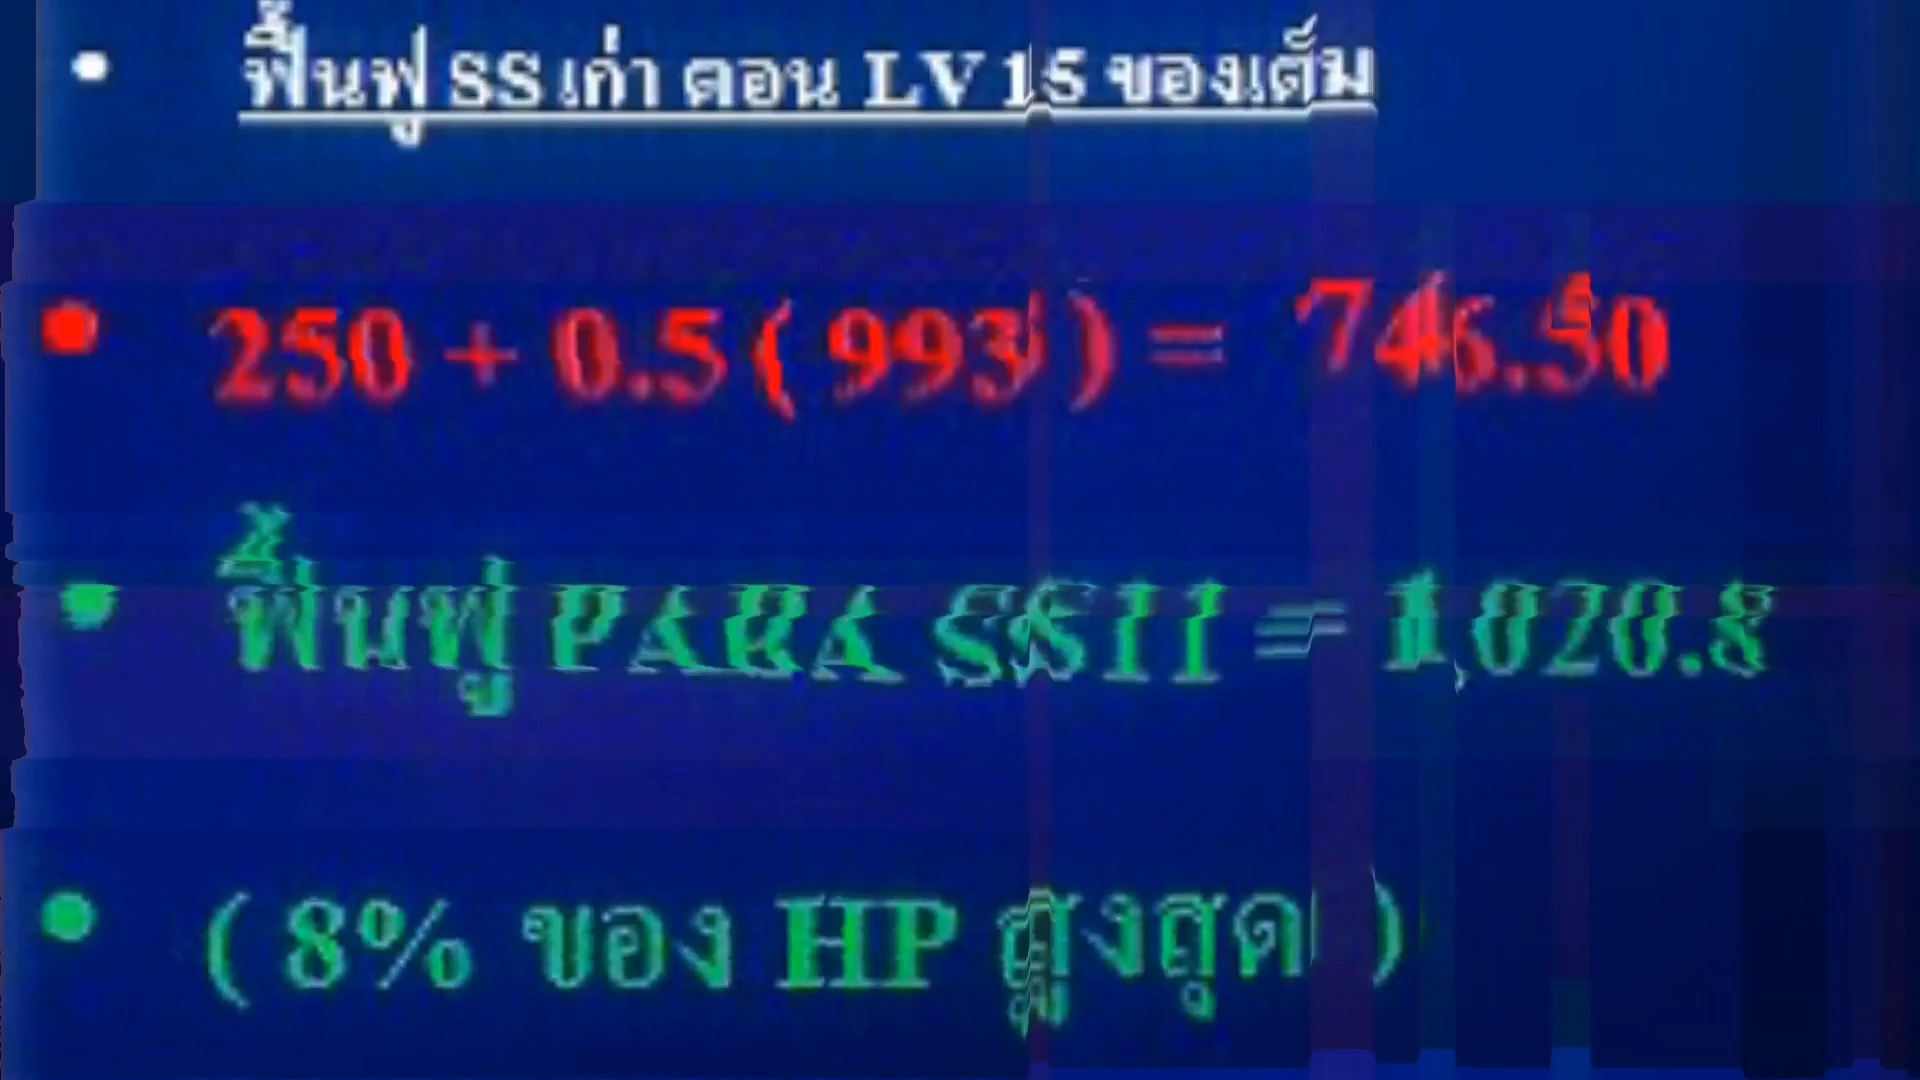 ฟื้นฟู SS เก่า ตอน LV 15 ของเต็ม
250 + 0.5 ( 993 ) = 746.50
ฟื้นฟู PARA SS II = 1,020.8
( 8% ของ HP สูงสุด )